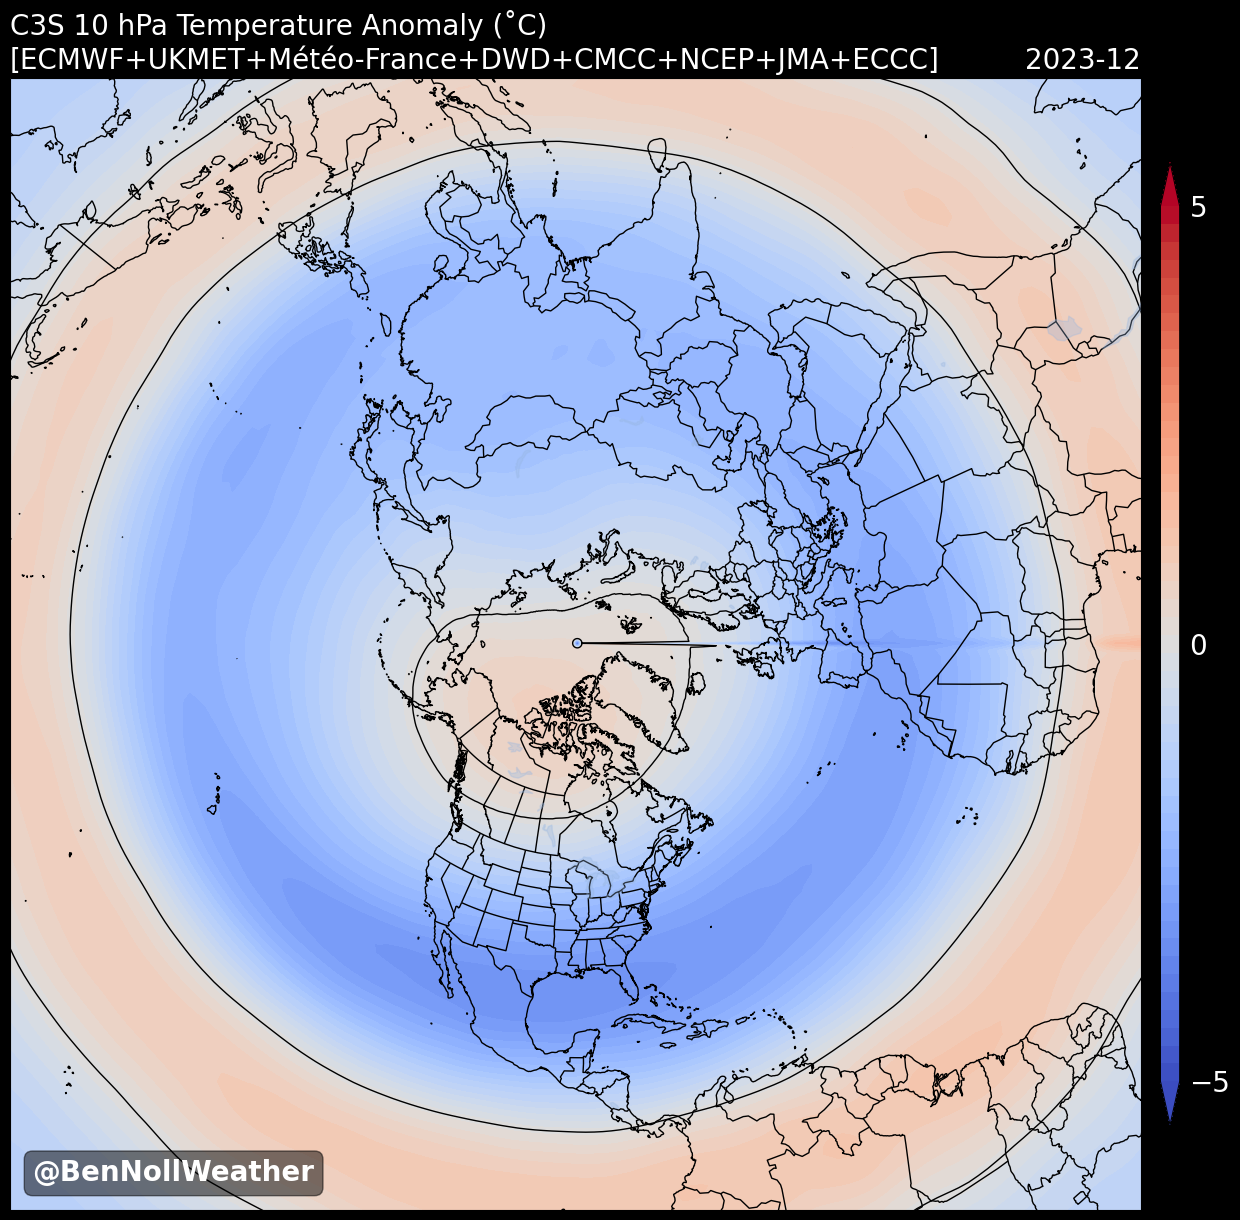 C3S 10 hPa Temperature Anomaly (˚C)
[ECMWF+UKMET+Météo-France+DWD+CMCC+NCEP+JMA+ECCC] 2023-12
5
0
−5
@BenNollWeather